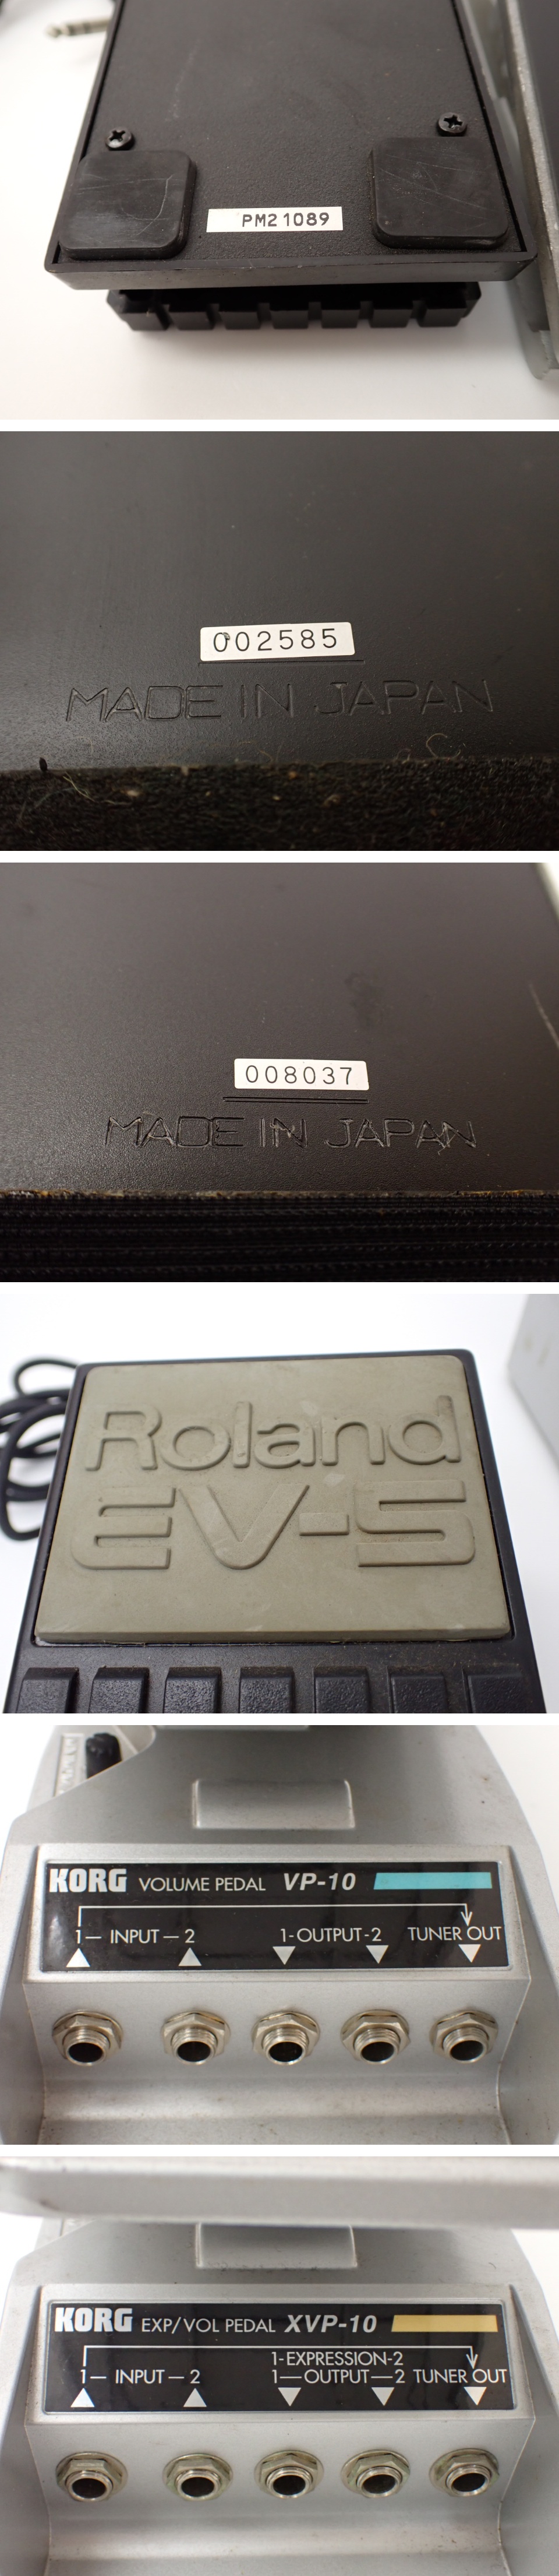 PM21089
002585
MADE IN JAPAN
008037
MADE IN JAPAN
Roland
EV-5
KORG VOLUME PEDAL VP-10
1 — INPUT — 2 1-OUTPUT-2 TUNER OUT
KORG EXP/VOL PEDAL XVP-10
1-EXPRESSION-2
1 — INPUT — 2 1—OUTPUT—2 TUNER OUT